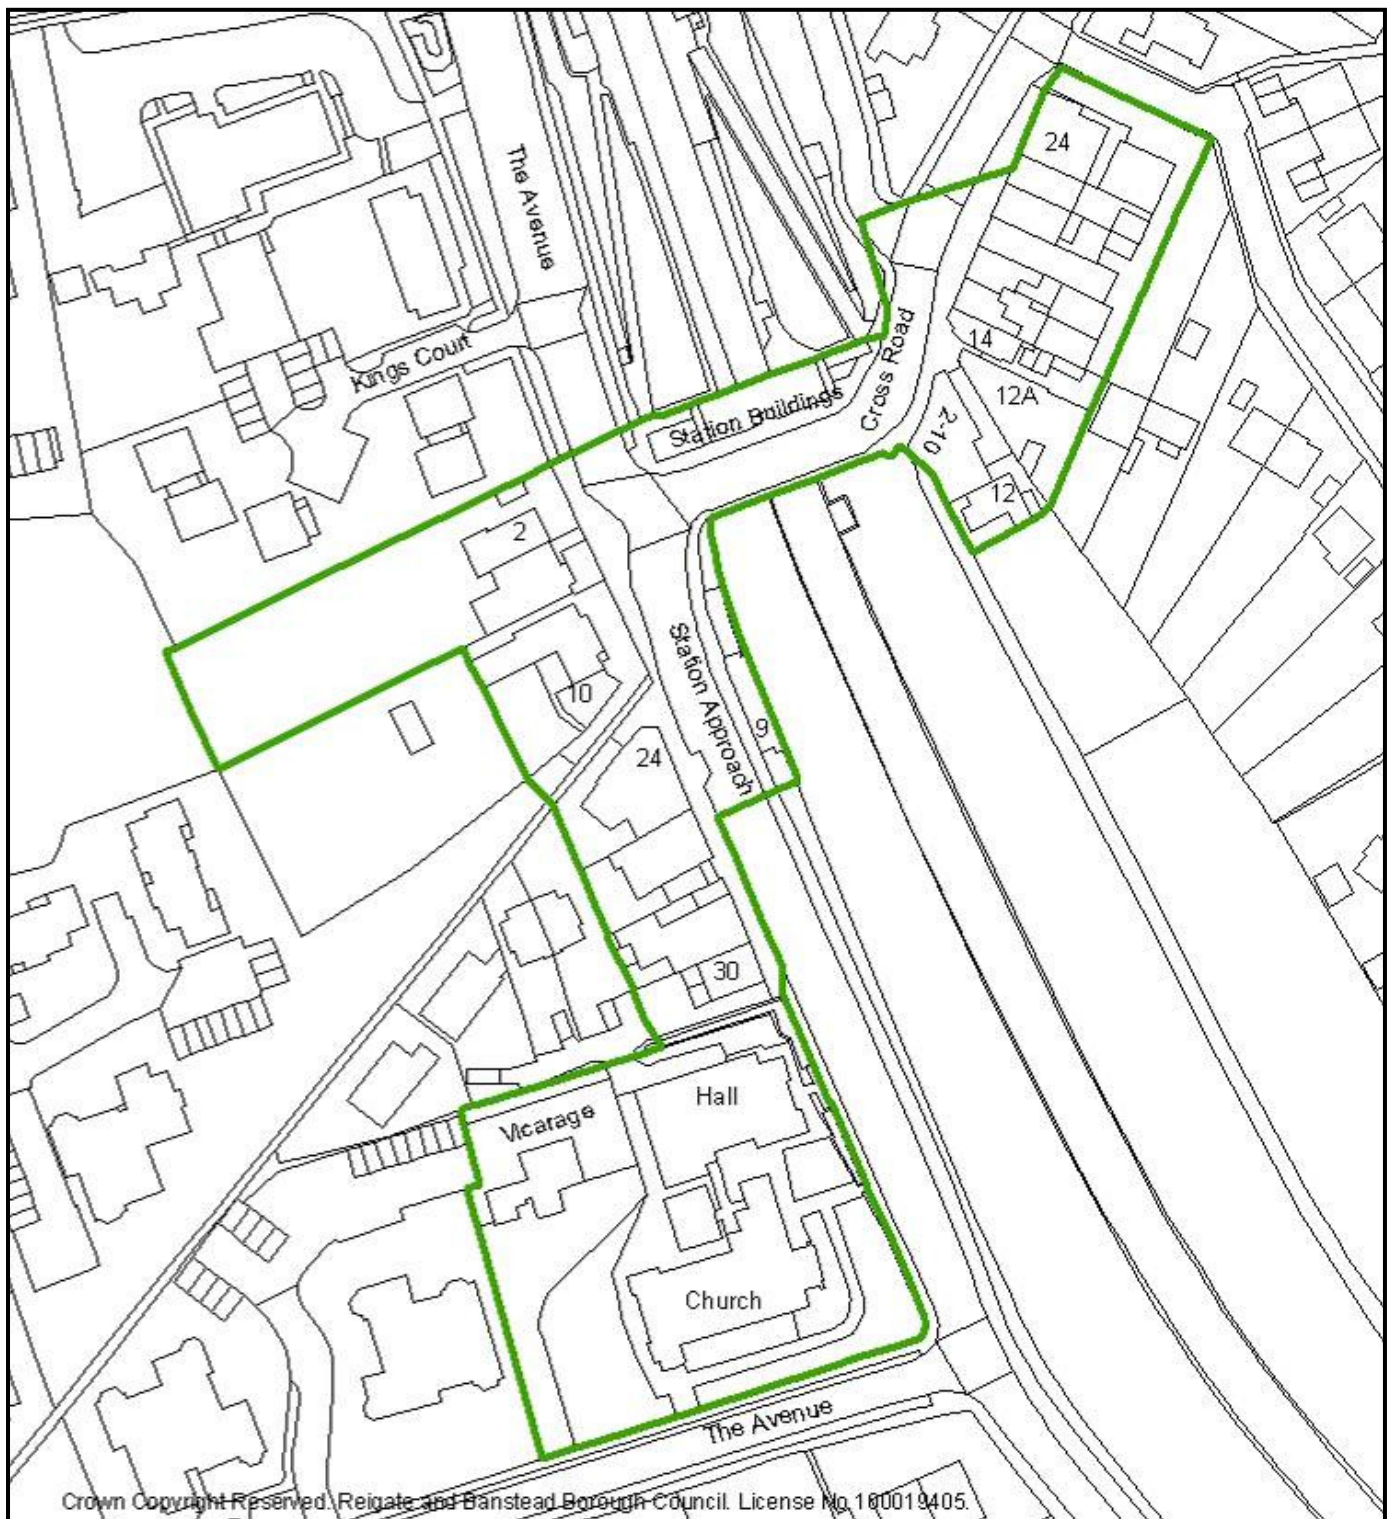 The Avenue
24
Kings Court
Station Buildings
Cross Road
14
12A
2-10
12
2
Station Approach
10
9
24
30
Hall
Vicarage
Church
The Avenue
Crown Copyright Reserved. Reigate and Banstead Borough Council. License No.100019405.